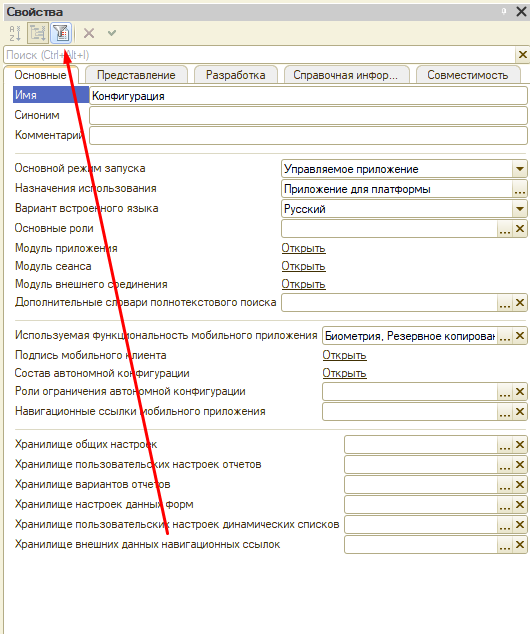 Свойства
Поиск (Ctrl+Alt+I)
Основные Представление Разработка Справочная инфор... Совместимость
Имя Конфигурация
Синоним
Комментарий
Основной режим запуска Управляемое приложение
Назначения использования Приложение для платформы ...
Вариант встроенного языка Русский
Основные роли ...
Модуль приложения Открыть
Модуль сеанса Открыть
Модуль внешнего соединения Открыть
Дополнительные словари полнотекстового поиска ...
Используемая функциональность мобильного приложения Биометрия, Резервное копирован ...
Подпись мобильного клиента Открыть
Состав автономной конфигурации Открыть
Роли ограничения автономной конфигурации ...
Навигационные ссылки мобильного приложения ...
Хранилище общих настроек ...
Хранилище пользовательских настроек отчетов ...
Хранилище вариантов отчетов ...
Хранилище настроек данных форм ...
Хранилище пользовательских настроек динамических списков ...
Хранилище внешних данных навигационных ссылок ...